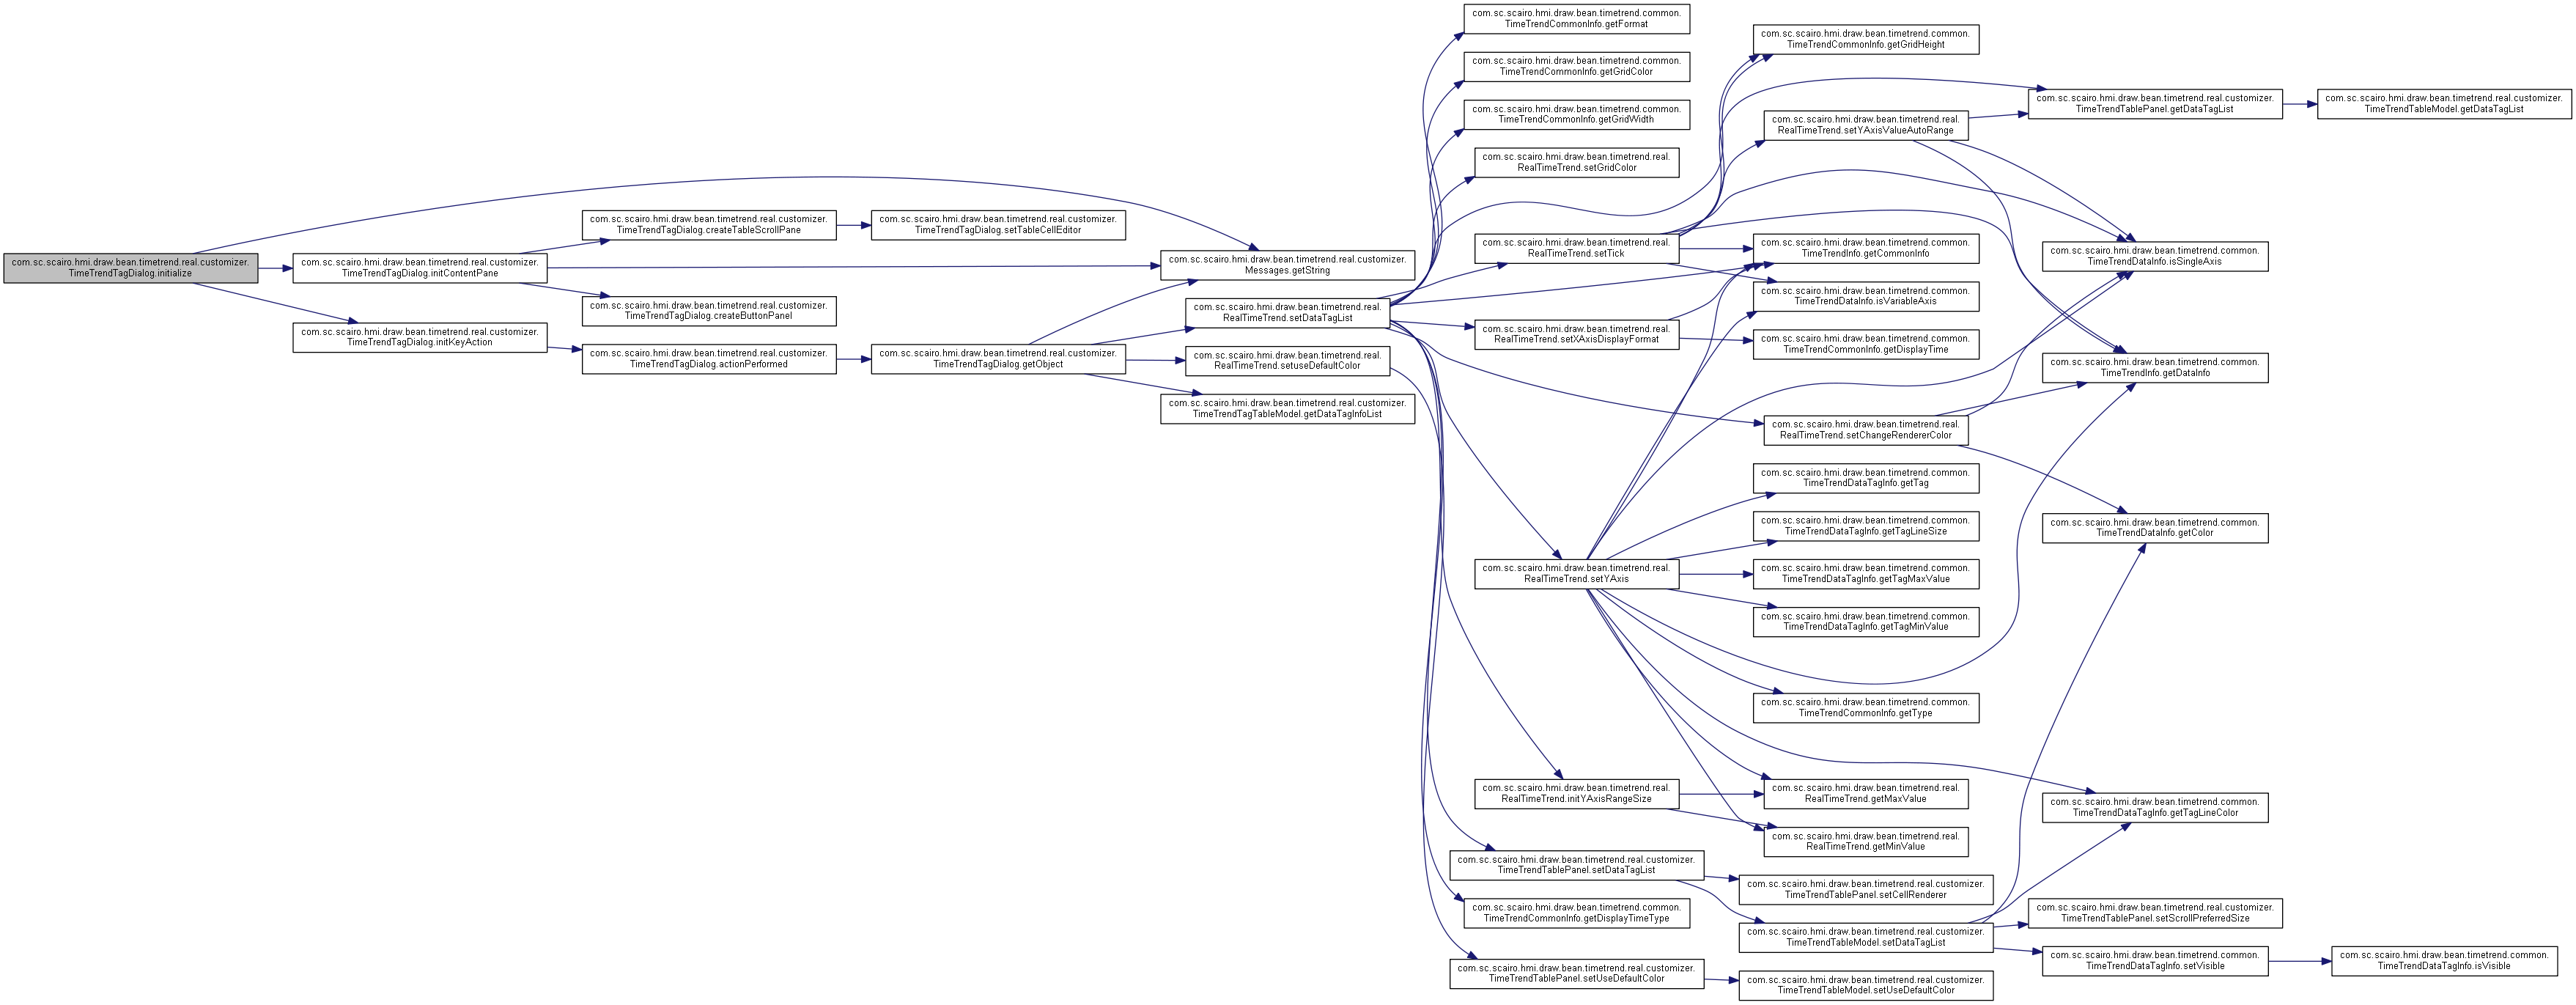 com.sc.scairo.hmi.draw.bean.timetrend.real.customizer.
TimeTrendTagDialog.initialize
com.sc.scairo.hmi.draw.bean.timetrend.real.customizer.
TimeTrendTagDialog.initContentPane
com.sc.scairo.hmi.draw.bean.timetrend.real.customizer.
TimeTrendTagDialog.initKeyAction
com.sc.scairo.hmi.draw.bean.timetrend.real.customizer.
TimeTrendTagDialog.createTableScrollPane
com.sc.scairo.hmi.draw.bean.timetrend.real.customizer.
TimeTrendTagDialog.createButtonPanel
com.sc.scairo.hmi.draw.bean.timetrend.real.customizer.
TimeTrendTagDialog.actionPerformed
com.sc.scairo.hmi.draw.bean.timetrend.real.customizer.
TimeTrendTagDialog.setTableCellEditor
com.sc.scairo.hmi.draw.bean.timetrend.real.customizer.
TimeTrendTagDialog.getObject
com.sc.scairo.hmi.draw.bean.timetrend.real.customizer.
Messages.getString
com.sc.scairo.hmi.draw.bean.timetrend.real.
RealTimeTrend.setDataTagList
com.sc.scairo.hmi.draw.bean.timetrend.real.
RealTimeTrend.setuseDefaultColor
com.sc.scairo.hmi.draw.bean.timetrend.real.customizer.
TimeTrendTagTableModel.getDataTagInfoList
com.sc.scairo.hmi.draw.bean.timetrend.common.
TimeTrendCommonInfo.getFormat
com.sc.scairo.hmi.draw.bean.timetrend.common.
TimeTrendCommonInfo.getGridColor
com.sc.scairo.hmi.draw.bean.timetrend.common.
TimeTrendCommonInfo.getGridWidth
com.sc.scairo.hmi.draw.bean.timetrend.real.
RealTimeTrend.setGridColor
com.sc.scairo.hmi.draw.bean.timetrend.real.
RealTimeTrend.setTick
com.sc.scairo.hmi.draw.bean.timetrend.real.
RealTimeTrend.setXAxisDisplayFormat
com.sc.scairo.hmi.draw.bean.timetrend.real.
RealTimeTrend.setYAxis
com.sc.scairo.hmi.draw.bean.timetrend.real.
RealTimeTrend.initYAxisRangeSize
com.sc.scairo.hmi.draw.bean.timetrend.real.customizer.
TimeTrendTablePanel.setDataTagList
com.sc.scairo.hmi.draw.bean.timetrend.common.
TimeTrendCommonInfo.getDisplayTimeType
com.sc.scairo.hmi.draw.bean.timetrend.real.customizer.
TimeTrendTablePanel.setUseDefaultColor
com.sc.scairo.hmi.draw.bean.timetrend.common.
TimeTrendCommonInfo.getGridHeight
com.sc.scairo.hmi.draw.bean.timetrend.real.
RealTimeTrend.setYAxisValueAutoRange
com.sc.scairo.hmi.draw.bean.timetrend.common.
TimeTrendInfo.getCommonInfo
com.sc.scairo.hmi.draw.bean.timetrend.common.
TimeTrendDataInfo.isVariableAxis
com.sc.scairo.hmi.draw.bean.timetrend.common.
TimeTrendCommonInfo.getDisplayTime
com.sc.scairo.hmi.draw.bean.timetrend.real.
RealTimeTrend.setChangeRendererColor
com.sc.scairo.hmi.draw.bean.timetrend.common.
TimeTrendDataTagInfo.getTag
com.sc.scairo.hmi.draw.bean.timetrend.common.
TimeTrendDataTagInfo.getTagLineSize
com.sc.scairo.hmi.draw.bean.timetrend.common.
TimeTrendDataTagInfo.getTagMaxValue
com.sc.scairo.hmi.draw.bean.timetrend.common.
TimeTrendDataTagInfo.getTagMinValue
com.sc.scairo.hmi.draw.bean.timetrend.common.
TimeTrendCommonInfo.getType
com.sc.scairo.hmi.draw.bean.timetrend.real.
RealTimeTrend.getMaxValue
com.sc.scairo.hmi.draw.bean.timetrend.real.
RealTimeTrend.getMinValue
com.sc.scairo.hmi.draw.bean.timetrend.real.customizer.
TimeTrendTablePanel.setCellRenderer
com.sc.scairo.hmi.draw.bean.timetrend.real.customizer.
TimeTrendTableModel.setDataTagList
com.sc.scairo.hmi.draw.bean.timetrend.real.customizer.
TimeTrendTableModel.setUseDefaultColor
com.sc.scairo.hmi.draw.bean.timetrend.real.customizer.
TimeTrendTablePanel.getDataTagList
com.sc.scairo.hmi.draw.bean.timetrend.common.
TimeTrendDataInfo.isSingleAxis
com.sc.scairo.hmi.draw.bean.timetrend.common.
TimeTrendInfo.getDataInfo
com.sc.scairo.hmi.draw.bean.timetrend.common.
TimeTrendDataInfo.getColor
com.sc.scairo.hmi.draw.bean.timetrend.common.
TimeTrendDataTagInfo.getTagLineColor
com.sc.scairo.hmi.draw.bean.timetrend.real.customizer.
TimeTrendTablePanel.setScrollPreferredSize
com.sc.scairo.hmi.draw.bean.timetrend.common.
TimeTrendDataTagInfo.setVisible
com.sc.scairo.hmi.draw.bean.timetrend.real.customizer.
TimeTrendTableModel.getDataTagList
com.sc.scairo.hmi.draw.bean.timetrend.common.
TimeTrendDataTagInfo.isVisible